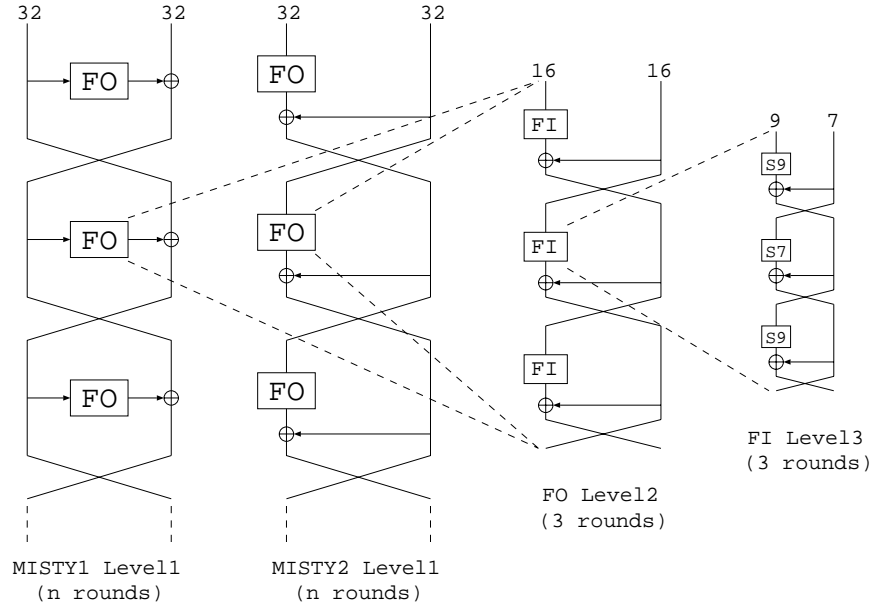 32 32 32 32
FO
FO
16 16
FI
9 7
S9
FO
FO
FI
S7
FI
S9
FO
FO
FI Level3
(3 rounds)
FO Level2
(3 rounds)
MISTY1 Level1
(n rounds)
MISTY2 Level1
(n rounds)